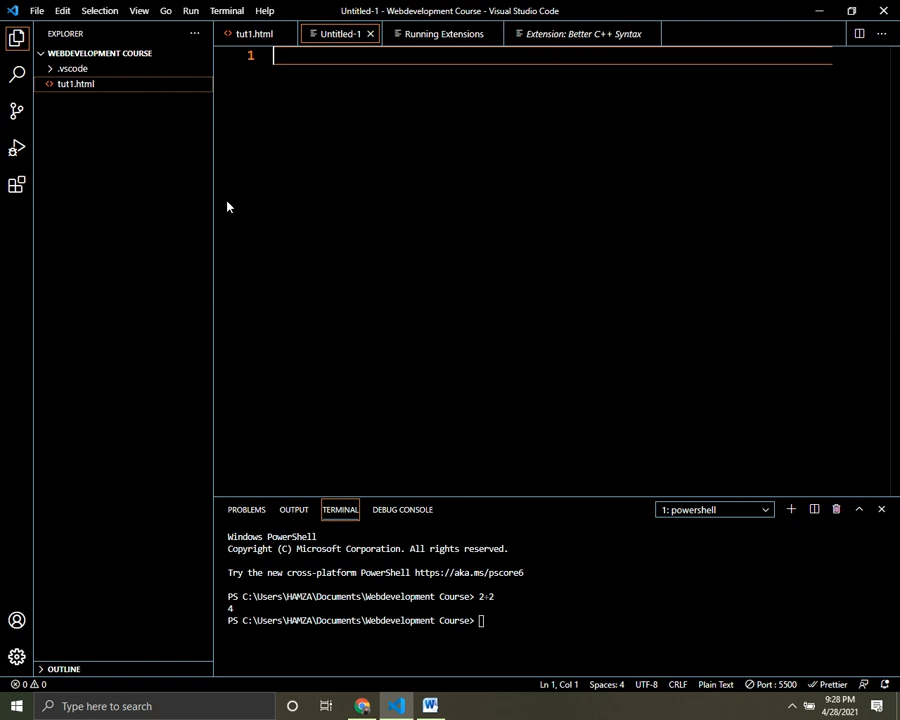 File Edit Selection View Go Run Terminal Help
Untitled-1 - Webdevelopment Course - Visual Studio Code
EXPLORER
tut1.html
Untitled-1
Running Extensions
Extension: Better C++ Syntax
WEBDEVELOPMENT COURSE
.vscode
tut1.html
1
PROBLEMS OUTPUT TERMINAL DEBUG CONSOLE
1: powershell
Windows PowerShell
Copyright (C) Microsoft Corporation. All rights reserved.
Try the new cross-platform PowerShell https://aka.ms/pscore6
PS C:\Users\HAMZA\Documents\Webdevelopment Course> 2+2
4
PS C:\Users\HAMZA\Documents\Webdevelopment Course>
OUTLINE
0 0
Ln 1, Col 1 Spaces: 4 UTF-8 CRLF Plain Text Port : 5500 Prettier
Type here to search
9:28 PM
4/28/2021